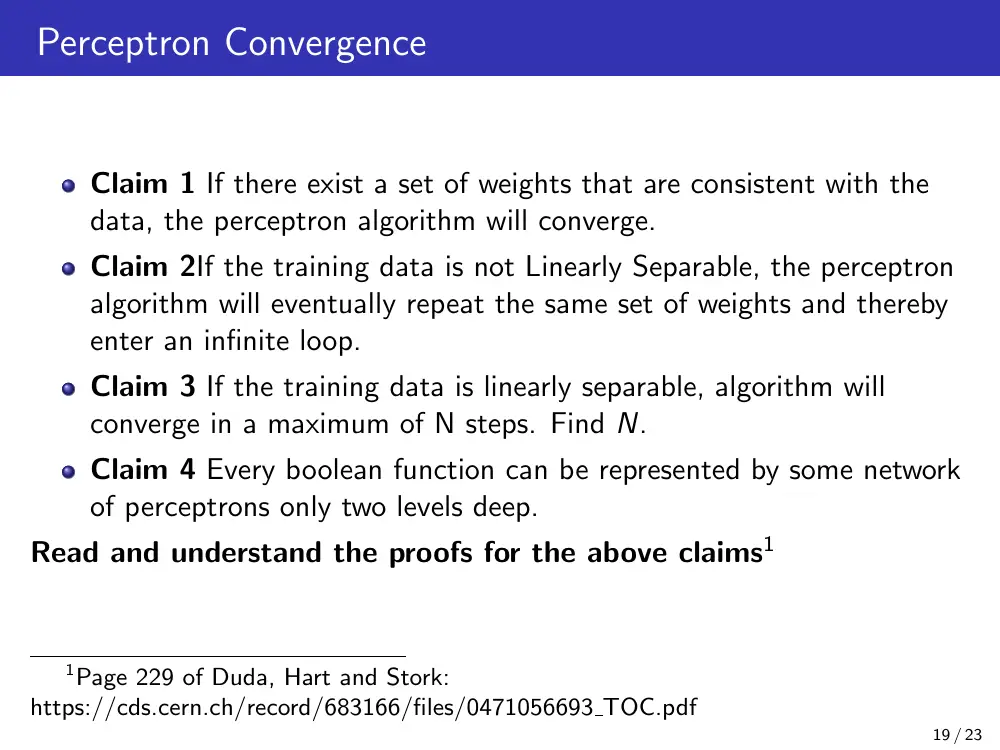 Perceptron Convergence
Claim 1 If there exist a set of weights that are consistent with the
data, the perceptron algorithm will converge.
Claim 2If the training data is not Linearly Separable, the perceptron
algorithm will eventually repeat the same set of weights and thereby
enter an infinite loop.
Claim 3 If the training data is linearly separable, algorithm will
converge in a maximum of N steps. Find N.
Claim 4 Every boolean function can be represented by some network
of perceptrons only two levels deep.
Read and understand the proofs for the above claims1
1Page 229 of Duda, Hart and Stork:
https://cds.cern.ch/record/683166/files/0471056693_TOC.pdf
19 / 23